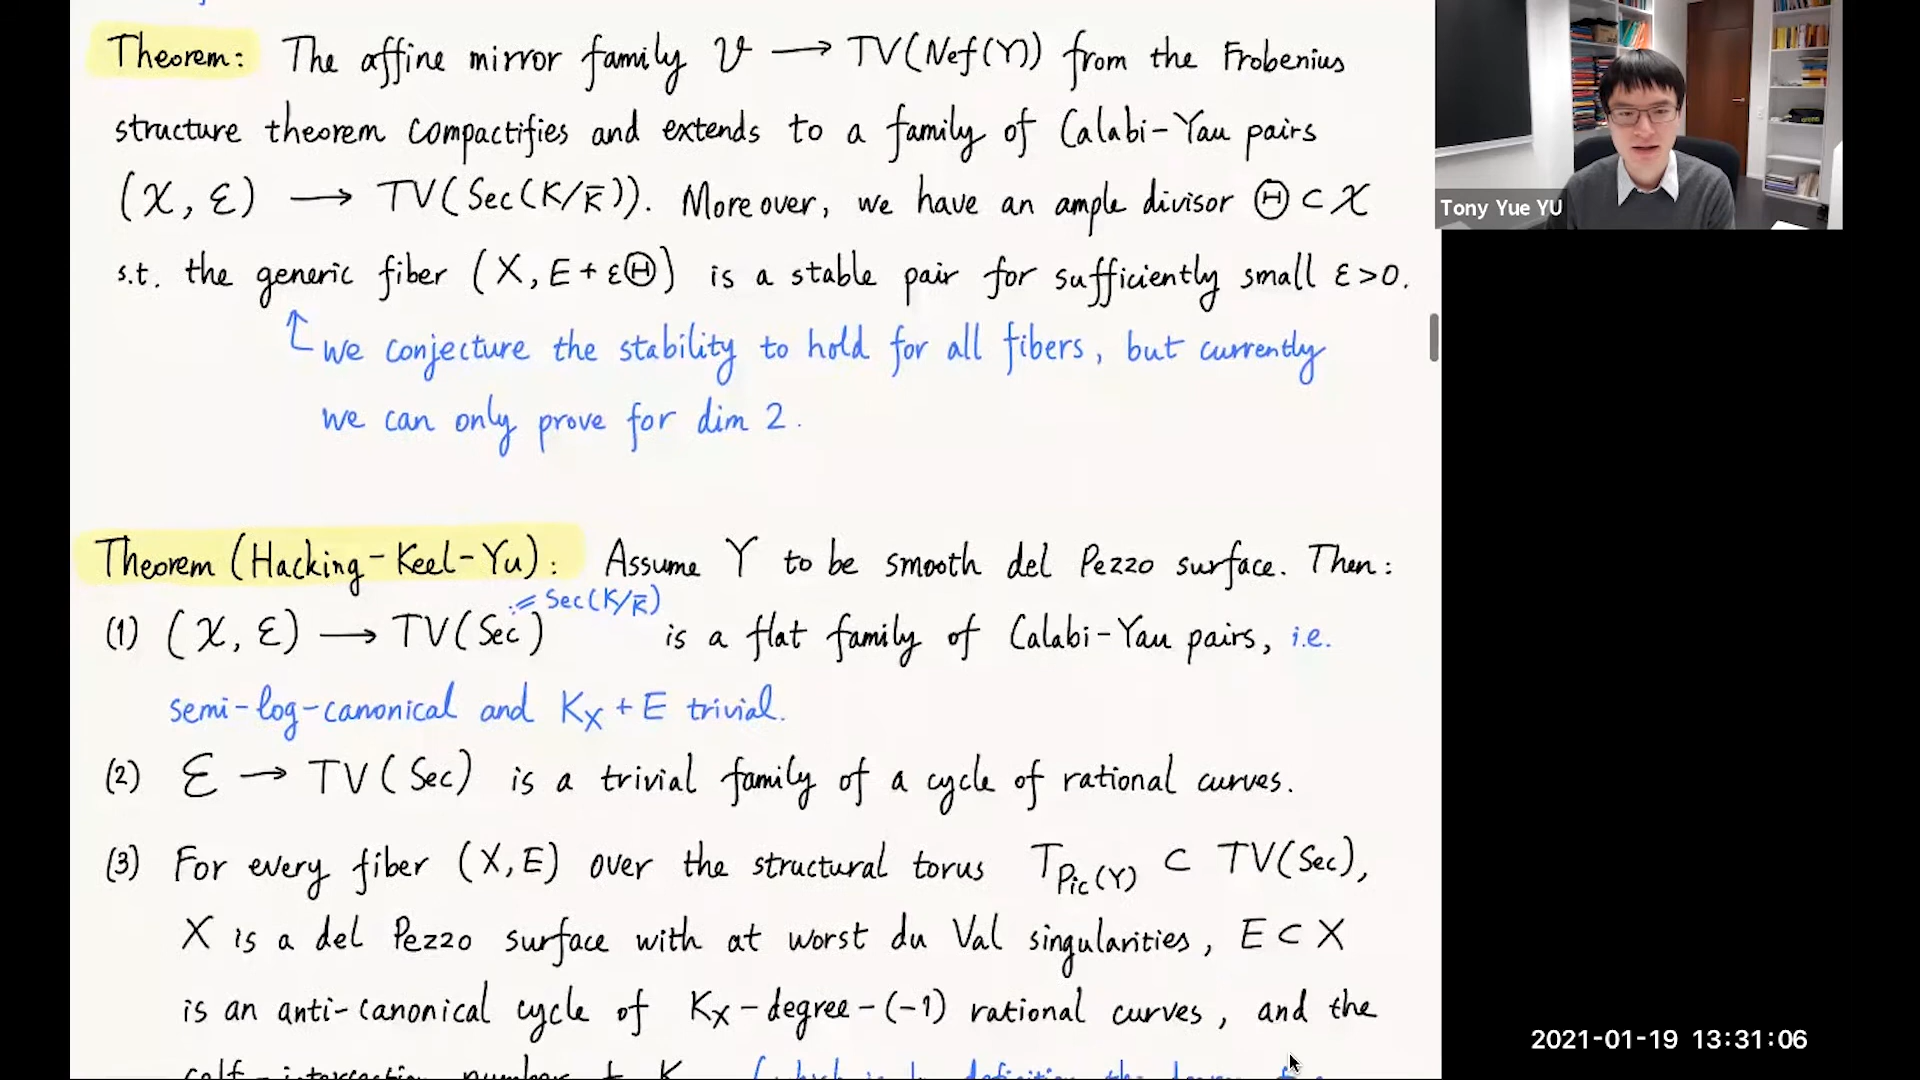 Theorem: The affine mirror family 𝒱 ⟶ TV(Nef(Y)) from the Frobenius
structure theorem compactifies and extends to a family of Calabi-Yau pairs
(𝒳, ℰ) ⟶ TV(Sec(K/K̄)). Moreover, we have an ample divisor Ⓗ ⊂ 𝒳
s.t. the generic fiber (X, E + εⒽ) is a stable pair for sufficiently small ε>0.
we conjecture the stability to hold for all fibers, but currently
we can only prove for dim 2.
Theorem (Hacking-Keel-Yu): Assume Y to be smooth del Pezzo surface. Then:
:= Sec(K/K̄)
(1) (𝒳, ℰ) ⟶ TV(Sec) is a flat family of Calabi-Yau pairs, i.e.
semi-log-canonical and K_X + E trivial.
(2) ℰ ⟶ TV(Sec) is a trivial family of a cycle of rational curves.
(3) For every fiber (X, E) over the structural torus T_Pic(Y) ⊂ TV(Sec),
X is a del Pezzo surface with at worst du Val singularities, E ⊂ X
is an anti-canonical cycle of K_X-degree-(-1) rational curves, and the
Tony Yue YU
2021-01-19 13:31:06